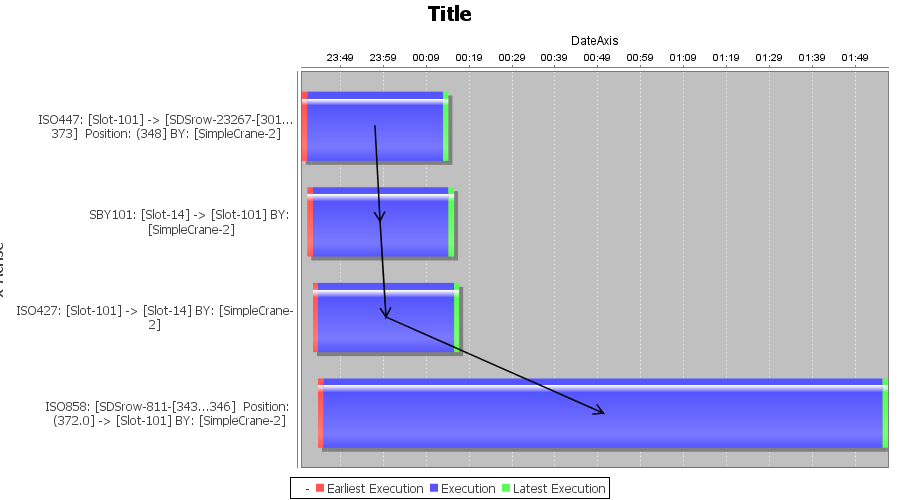 Title
DateAxis
23:49 23:59 00:09 00:19 00:29 00:39 00:49 00:59 01:09 01:19 01:29 01:39 01:49
ISO447: [Slot-101] -> [SDSrow-23267-[301...
373]  Position: (348] BY: [SimpleCrane-2]
SBY101: [Slot-14] -> [Slot-101] BY:
[SimpleCrane-2]
ISO427: [Slot-101] -> [Slot-14] BY: [SimpleCrane-
2]
ISO858: [SDSrow-811-[343...346]  Position:
(372.0] -> [Slot-101] BY: [SimpleCrane-2]
- Earliest Execution Execution Latest Execution